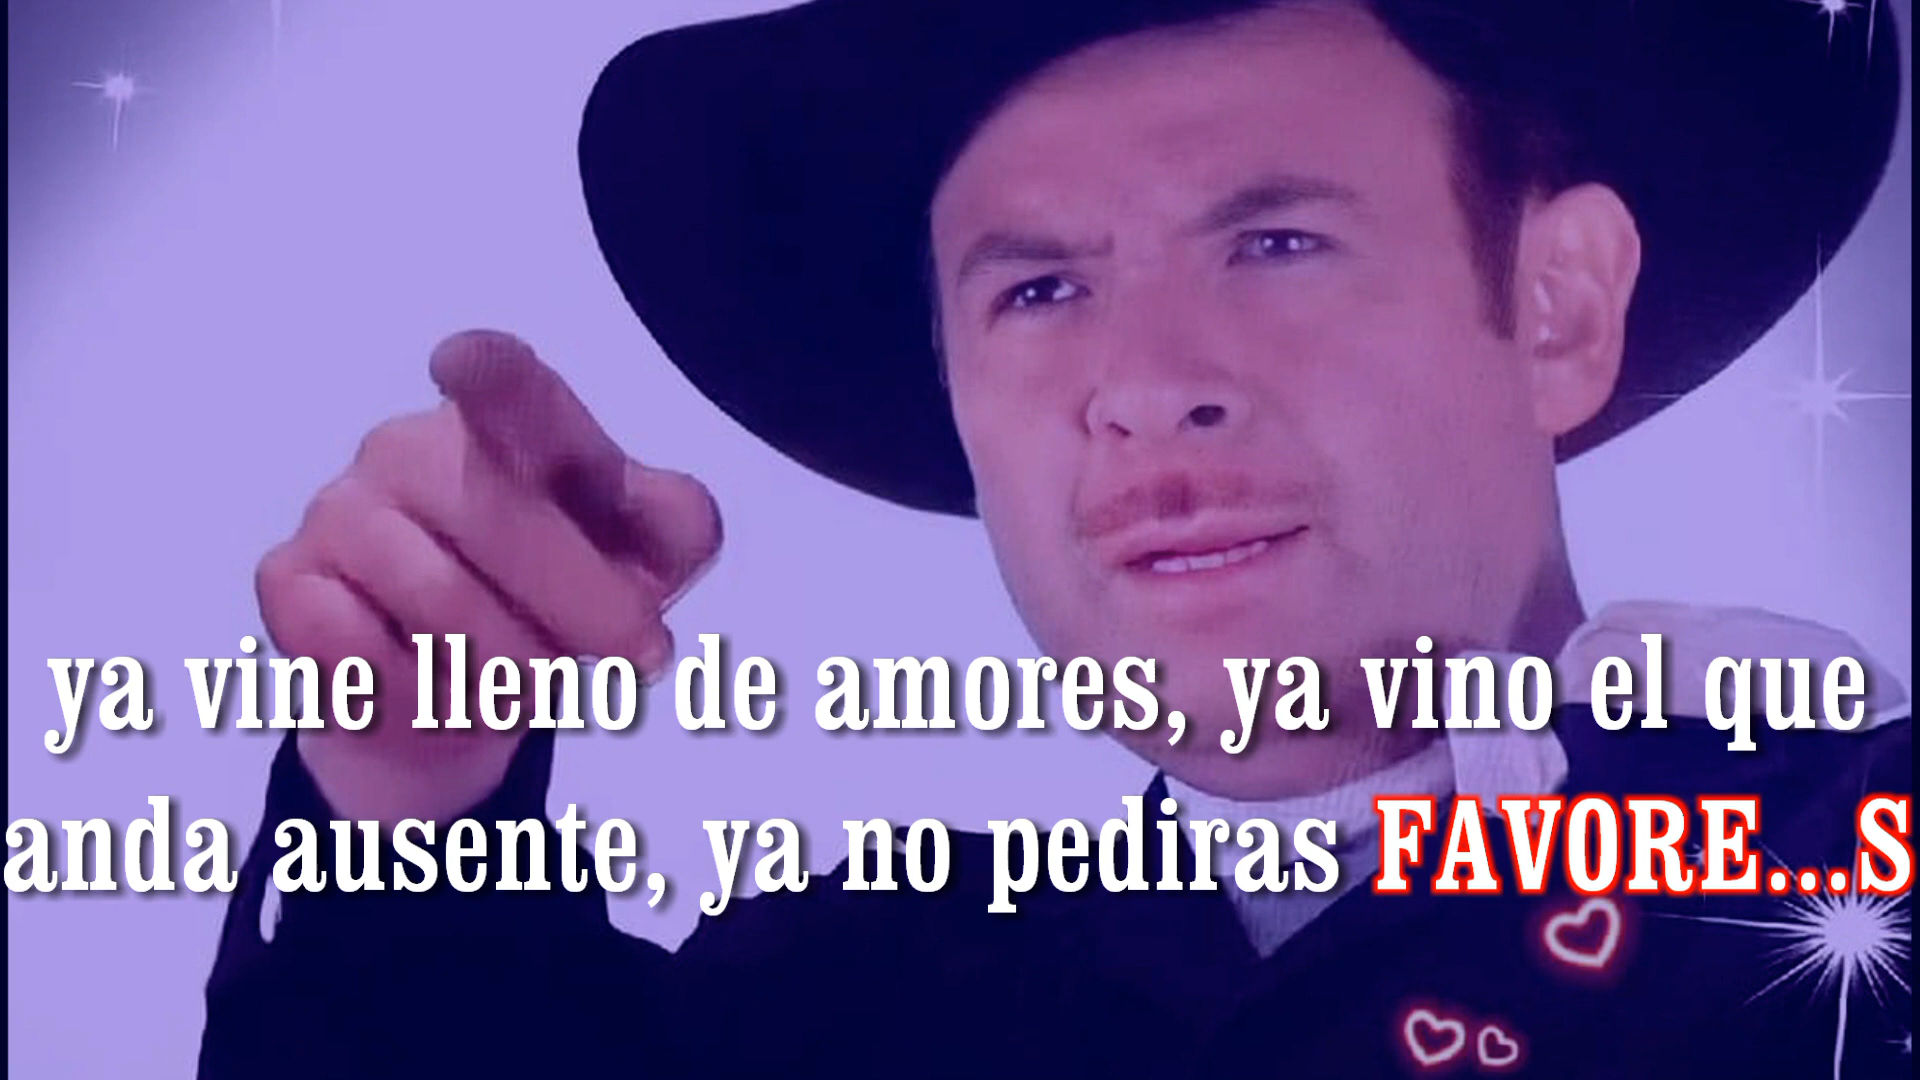 ya vine lleno de amores, ya vino el que
anda ausente, ya no pediras FAVORE...S